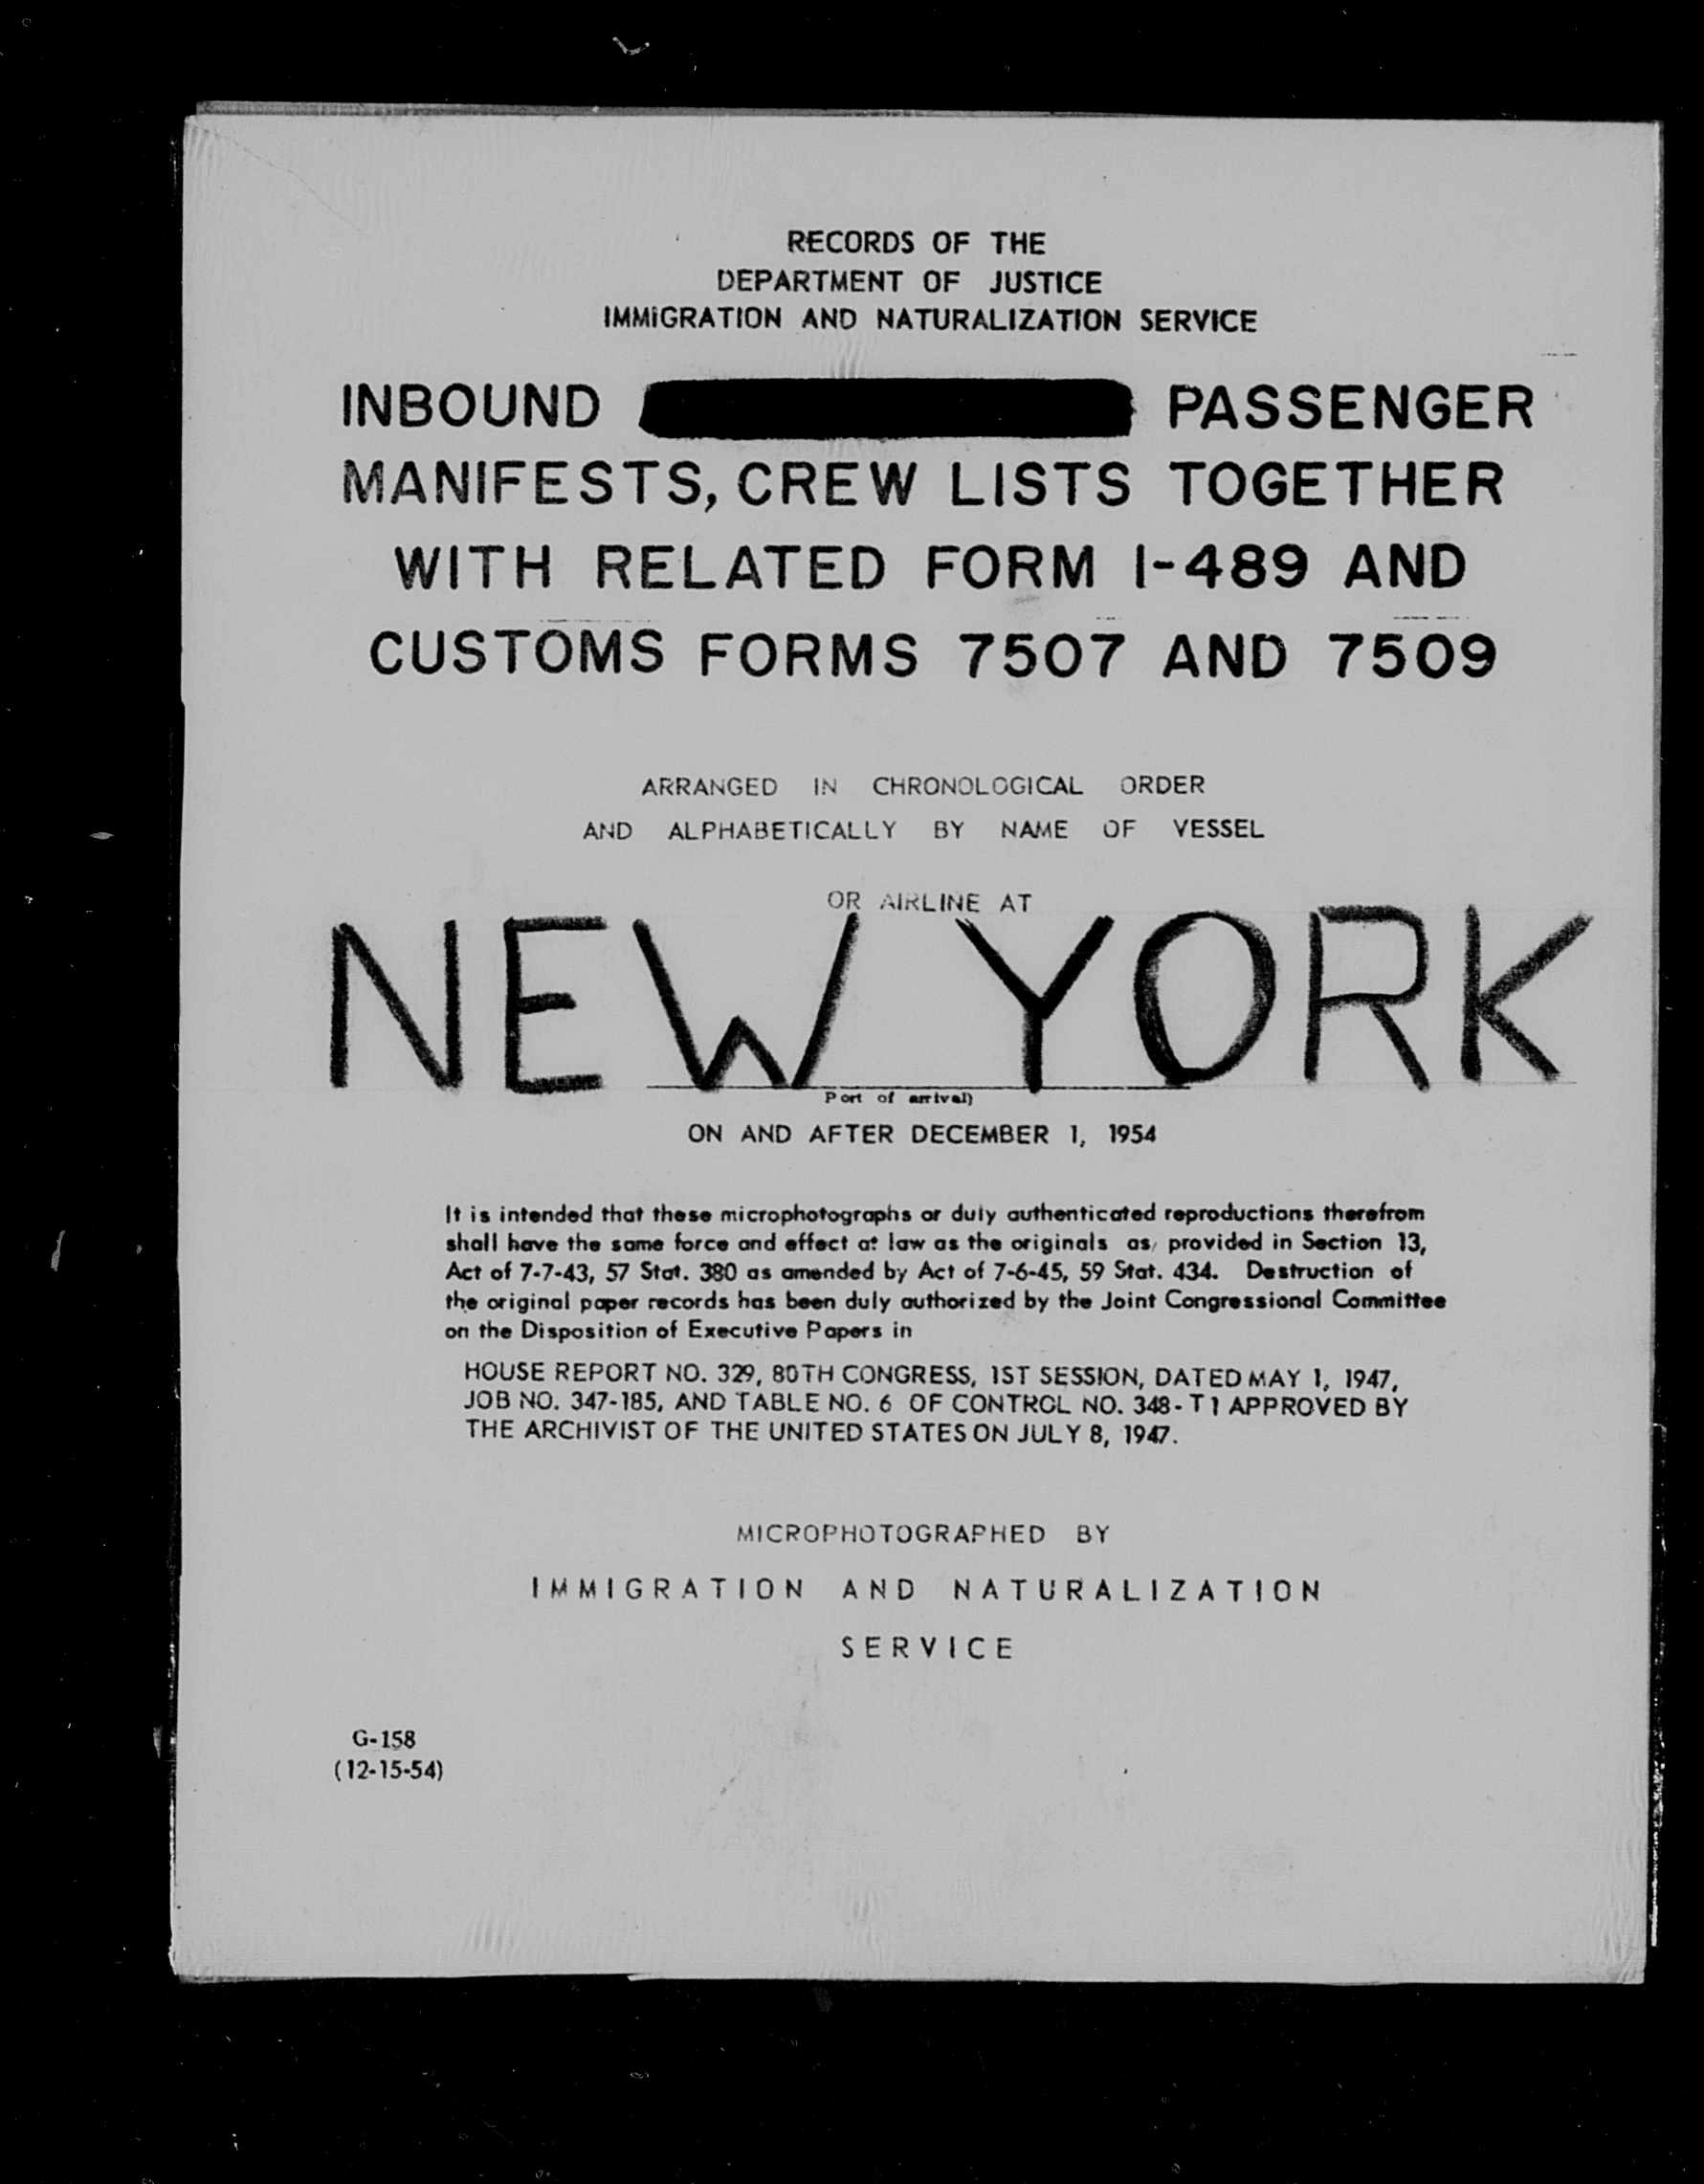 RECORDS OF THE
DEPARTMENT OF JUSTICE
IMMIGRATION AND NATURALIZATION SERVICE
INBOUND PASSENGER
MANIFESTS, CREW LISTS TOGETHER
WITH RELATED FORM I-489 AND
CUSTOMS FORMS 7507 AND 7509
ARRANGED IN CHRONOLOGICAL ORDER
AND ALPHABETICALLY BY NAME OF VESSEL
OR AIRLINE AT
NEW YORK
Port of arrival)
ON AND AFTER DECEMBER 1, 1954
It is intended that these microphotographs or duly authenticated reproductions therefrom
shall have the same force and effect at law as the originals as, provided in Section 13,
Act of 7-7-43, 57 Stat. 380 as amended by Act of 7-6-45, 59 Stat. 434. Destruction of
the original paper records has been duly authorized by the Joint Congressional Committee
on the Disposition of Executive Papers in
HOUSE REPORT NO. 329, 80TH CONGRESS, 1ST SESSION, DATED MAY 1, 1947,
JOB NO. 347-185, AND TABLE NO. 6 OF CONTROL NO. 348-T1 APPROVED BY
THE ARCHIVIST OF THE UNITED STATES ON JULY 8, 1947.
MICROPHOTOGRAPHED BY
IMMIGRATION AND NATURALIZATION
SERVICE
G-158
(12-15-54)